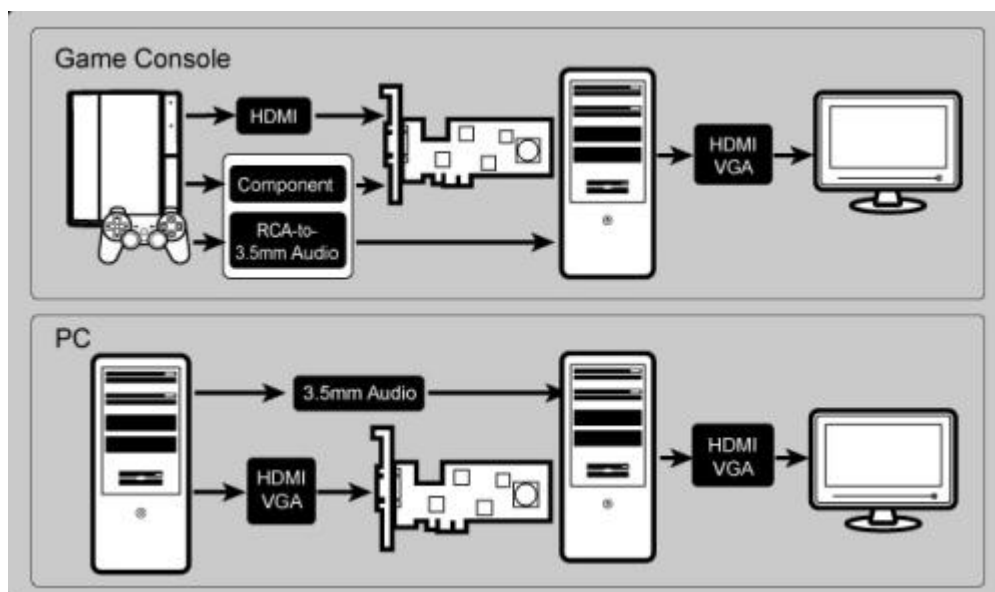 Game Console
HDMI
Component
RCA-to-
3.5mm Audio
HDMI
VGA
PC
3.5mm Audio
HDMI
VGA
HDMI
VGA